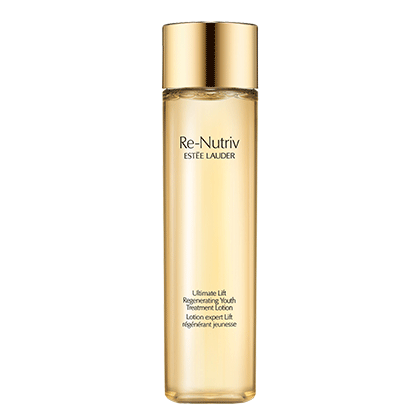 Re-Nutriv
ESTĒE LAUDER
Ultimate Lift
Regenerating Youth
Treatment Lotion
Lotion expert Lift
régénérant jeunesse